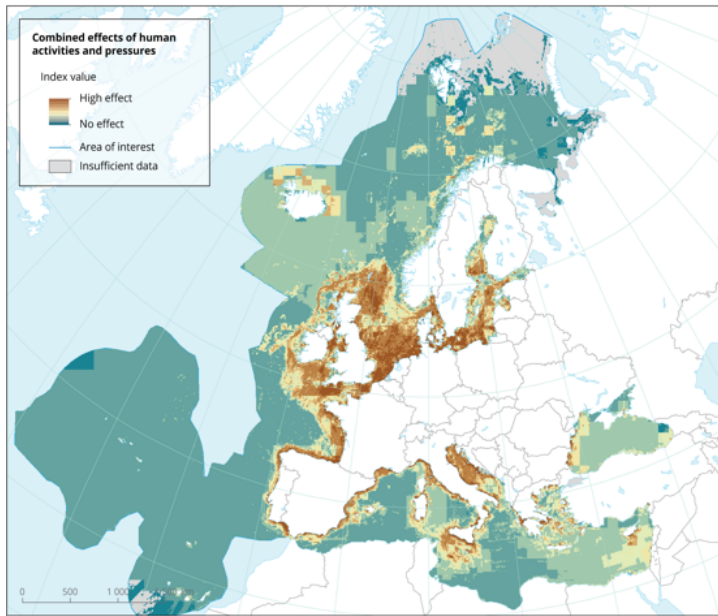 Combined effects of human
activities and pressures
Index value
High effect
No effect
Area of interest
Insufficient data
0 500 1 000